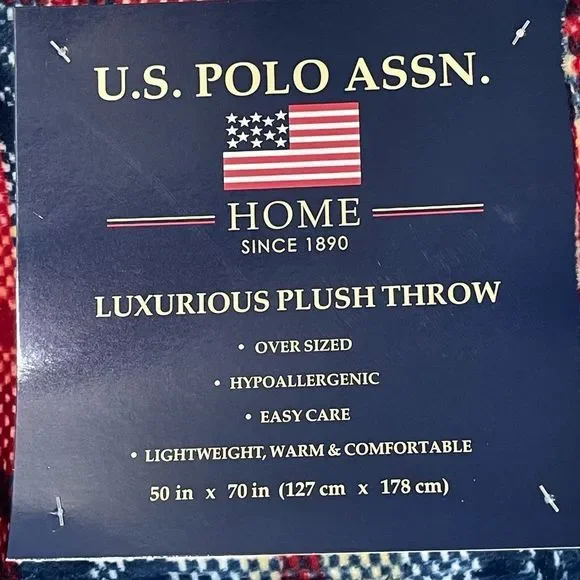 U.S. POLO ASSN.
HOME
SINCE 1890
LUXURIOUS PLUSH THROW
• OVER SIZED
• HYPOALLERGENIC
• EASY CARE
• LIGHTWEIGHT, WARM & COMFORTABLE
50 in x 70 in (127 cm x 178 cm)